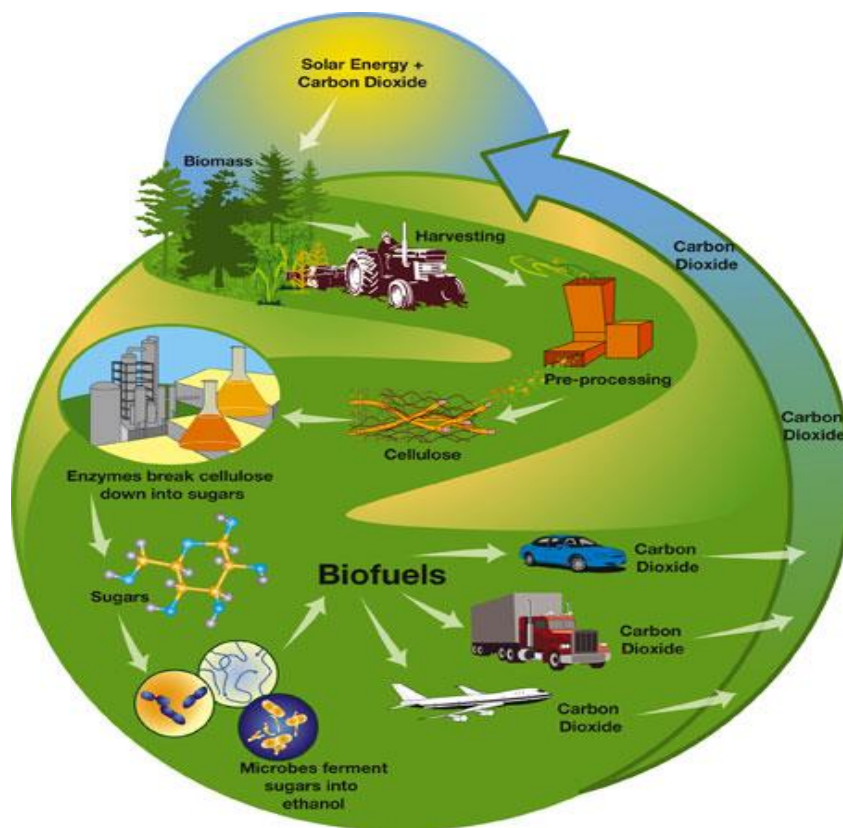 Solar Energy +
Carbon Dioxide
Biomass
Harvesting
Carbon
Dioxide
Pre-processing
Cellulose
Carbon
Dioxide
Enzymes break cellulose
down into sugars
Sugars
Biofuels
Carbon
Dioxide
Carbon
Dioxide
Carbon
Dioxide
Microbes ferment
sugars into
ethanol